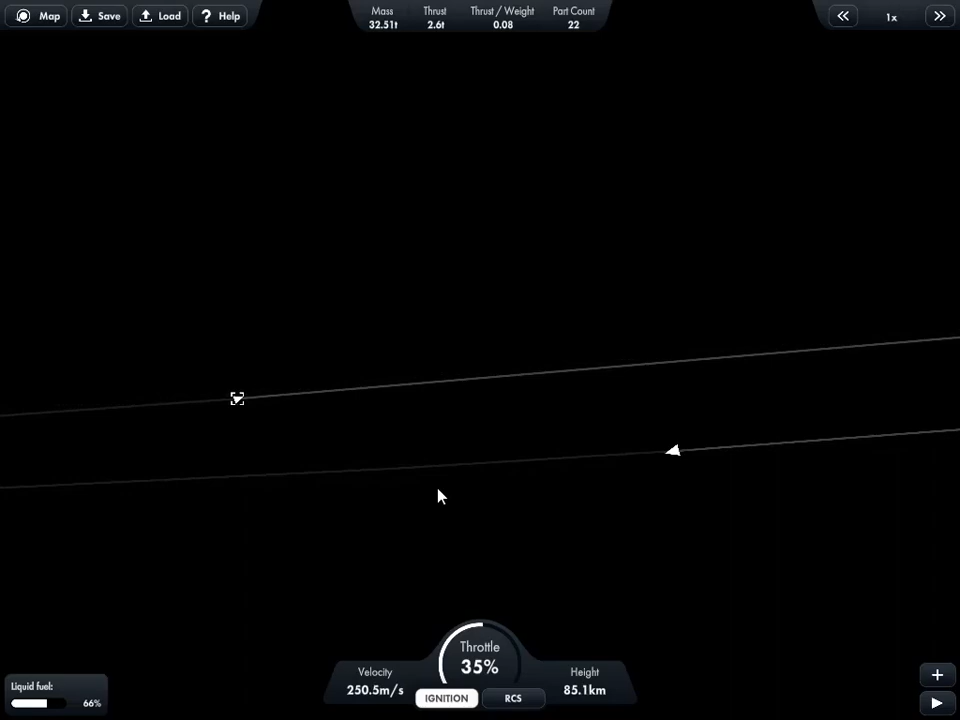 Map Save Load Help
Mass Thrust Thrust / Weight Part Count
32.51t 2.6t 0.08 22
1x
Throttle
35%
Velocity
250.5m/s
Height
85.1km
IGNITION RCS
Liquid fuel:
66%